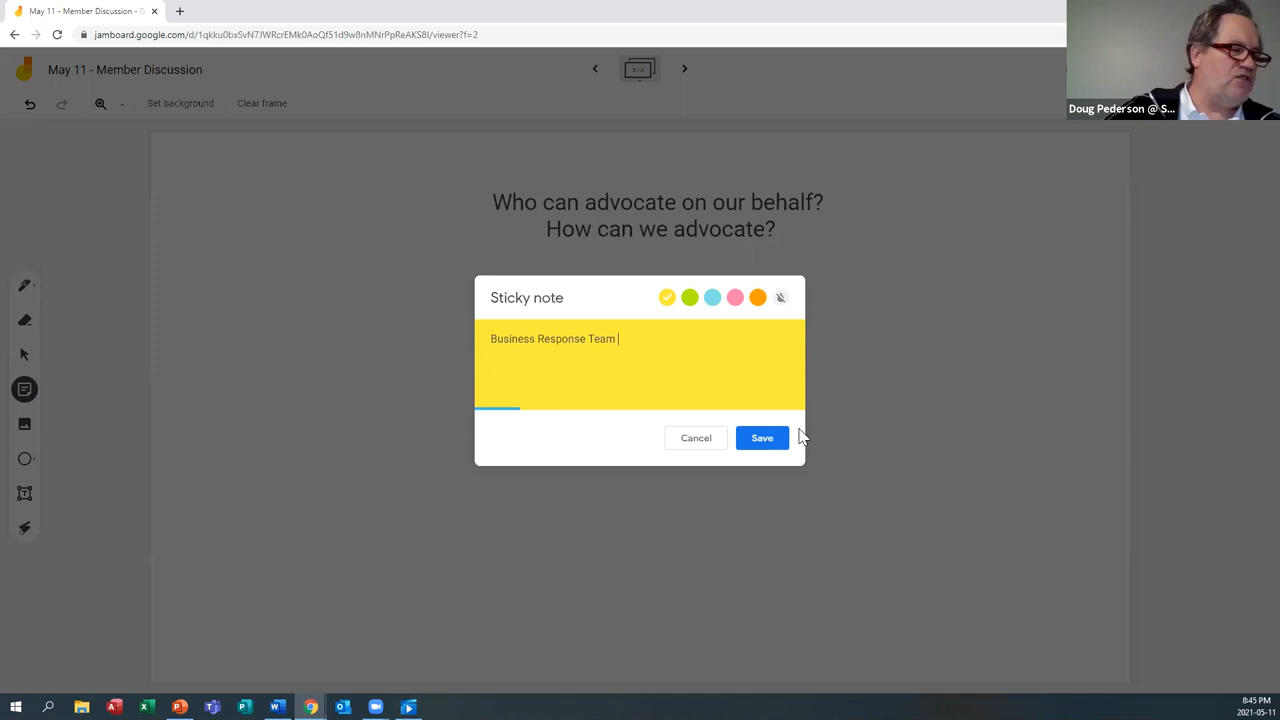 May 11 - Member Discussion - G
jamboard.google.com/d/1qkku0bxSvN7JWRcrEMk0AoQf51d9w8nMNrPpReAKS8I/viewer?f=2
May 11 - Member Discussion
Set background
Clear frame
Doug Pederson @ S...
Who can advocate on our behalf?
How can we advocate?
Sticky note
Business Response Team
Cancel
Save
8:45 PM
2021-05-11